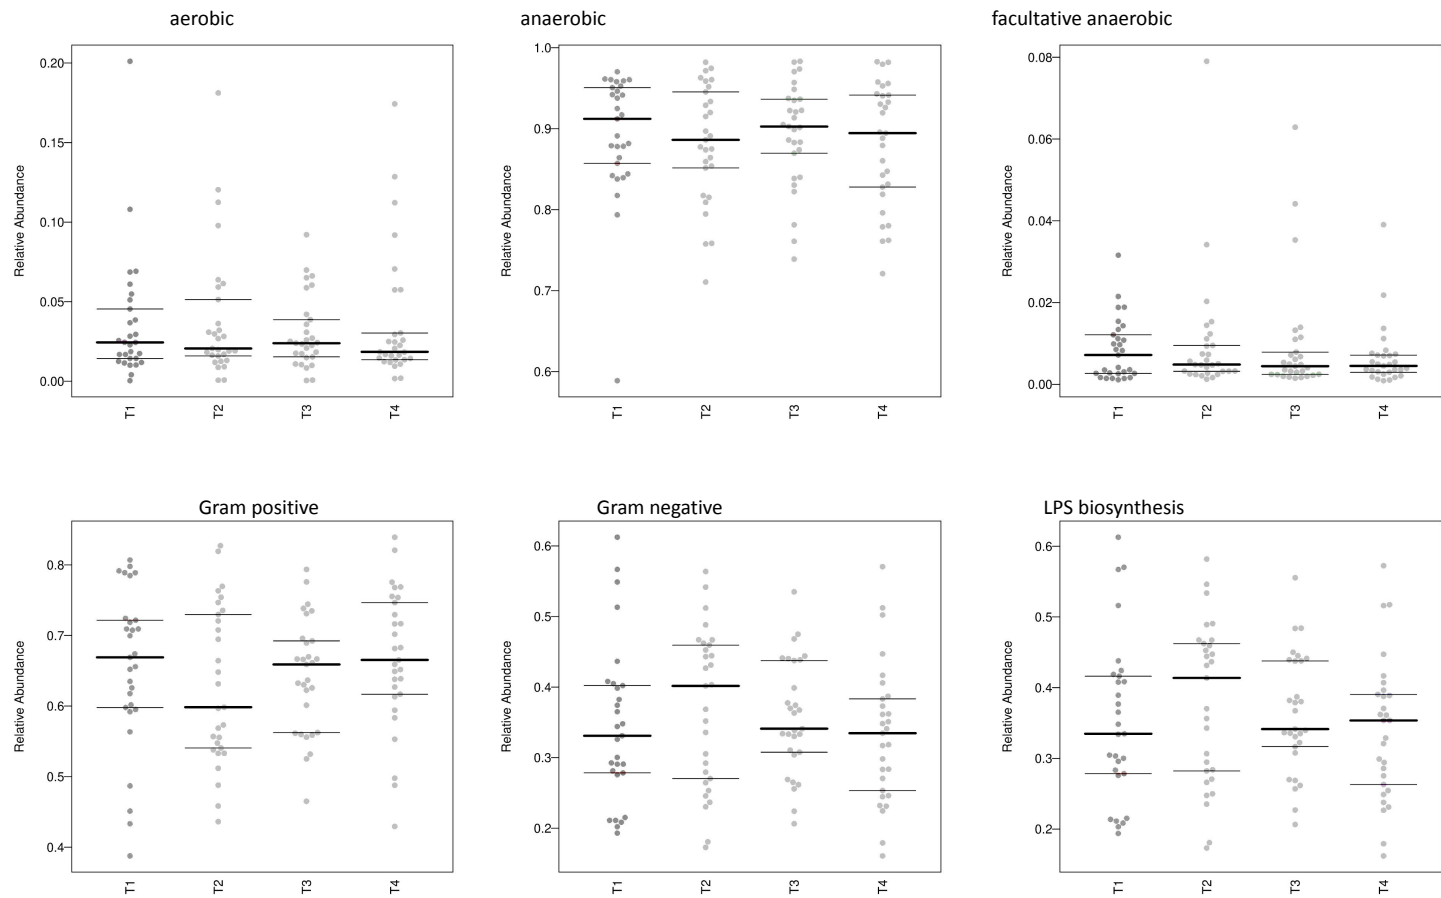 aerobic
anaerobic
facultative anaerobic
Relative Abundance
0.20
0.15
0.10
0.05
0.00
T1
T2
T3
T4
Relative Abundance
1.0
0.9
0.8
0.7
0.6
T1
T2
T3
T4
Relative Abundance
0.08
0.06
0.04
0.02
0.00
T1
T2
T3
T4
Gram positive
Gram negative
LPS biosynthesis
Relative Abundance
0.8
0.7
0.6
0.5
0.4
T1
T2
T3
T4
Relative Abundance
0.6
0.5
0.4
0.3
0.2
T1
T2
T3
T4
Relative Abundance
0.6
0.5
0.4
0.3
0.2
T1
T2
T3
T4